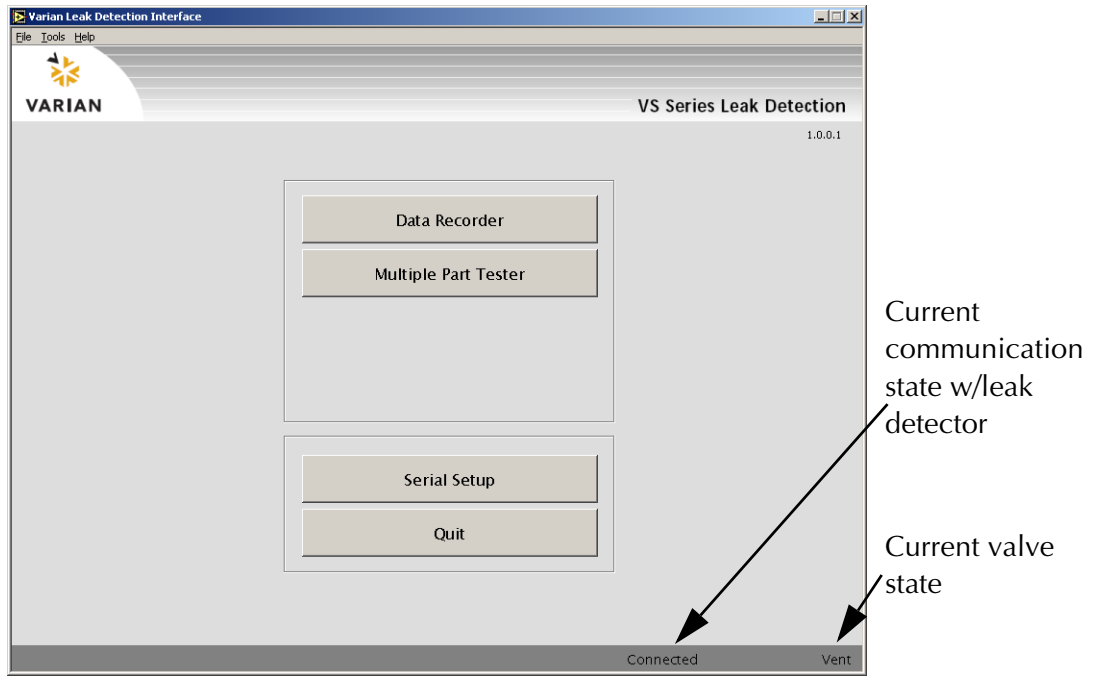 Varian Leak Detection Interface
File Tools Help
VARIAN
VS Series Leak Detection
1.0.0.1
Data Recorder
Multiple Part Tester
Serial Setup
Quit
Connected
Vent
Current
communication
state w/leak
detector
Current valve
state